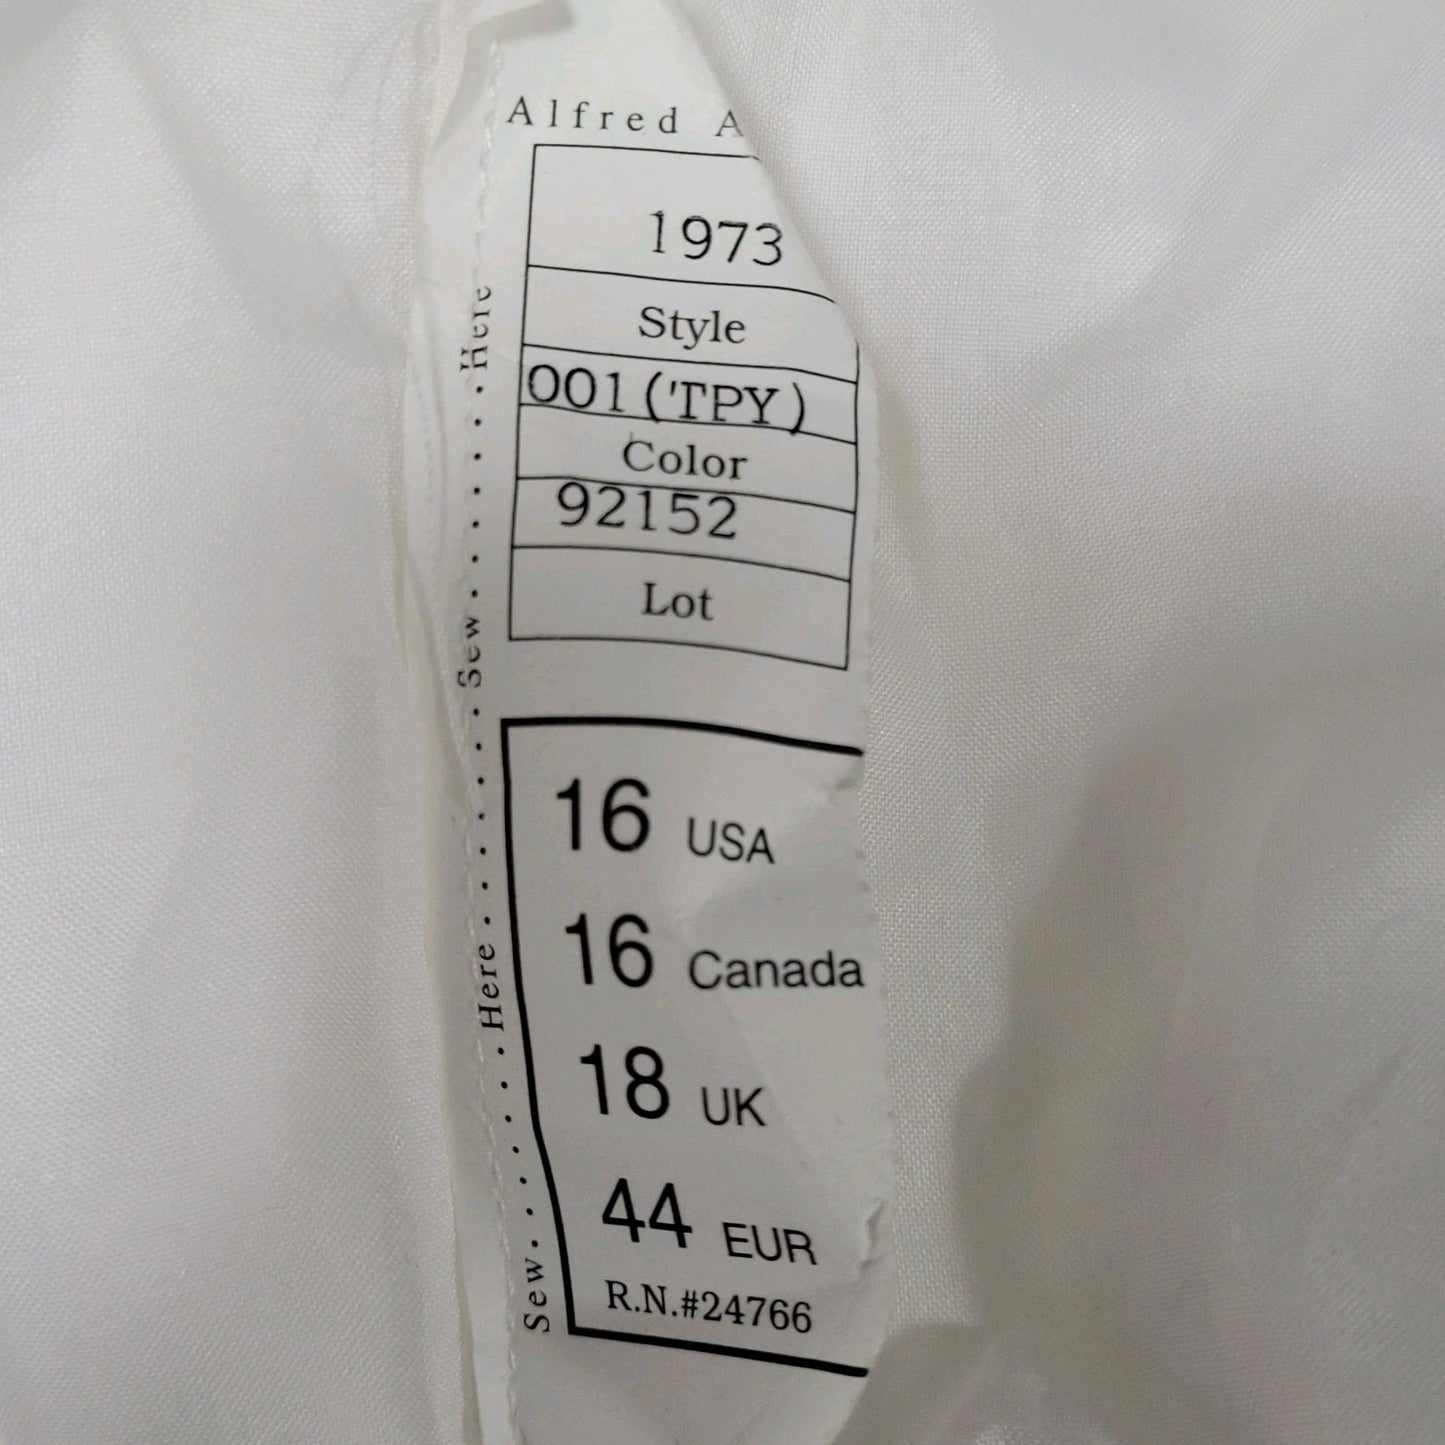 Alfred A
1973
Style
001('TPY)
Color
92152
Lot
16 USA
16 Canada
18 UK
44 EUR
R.N.#24766
Sew.......Here.......Sew.......Here